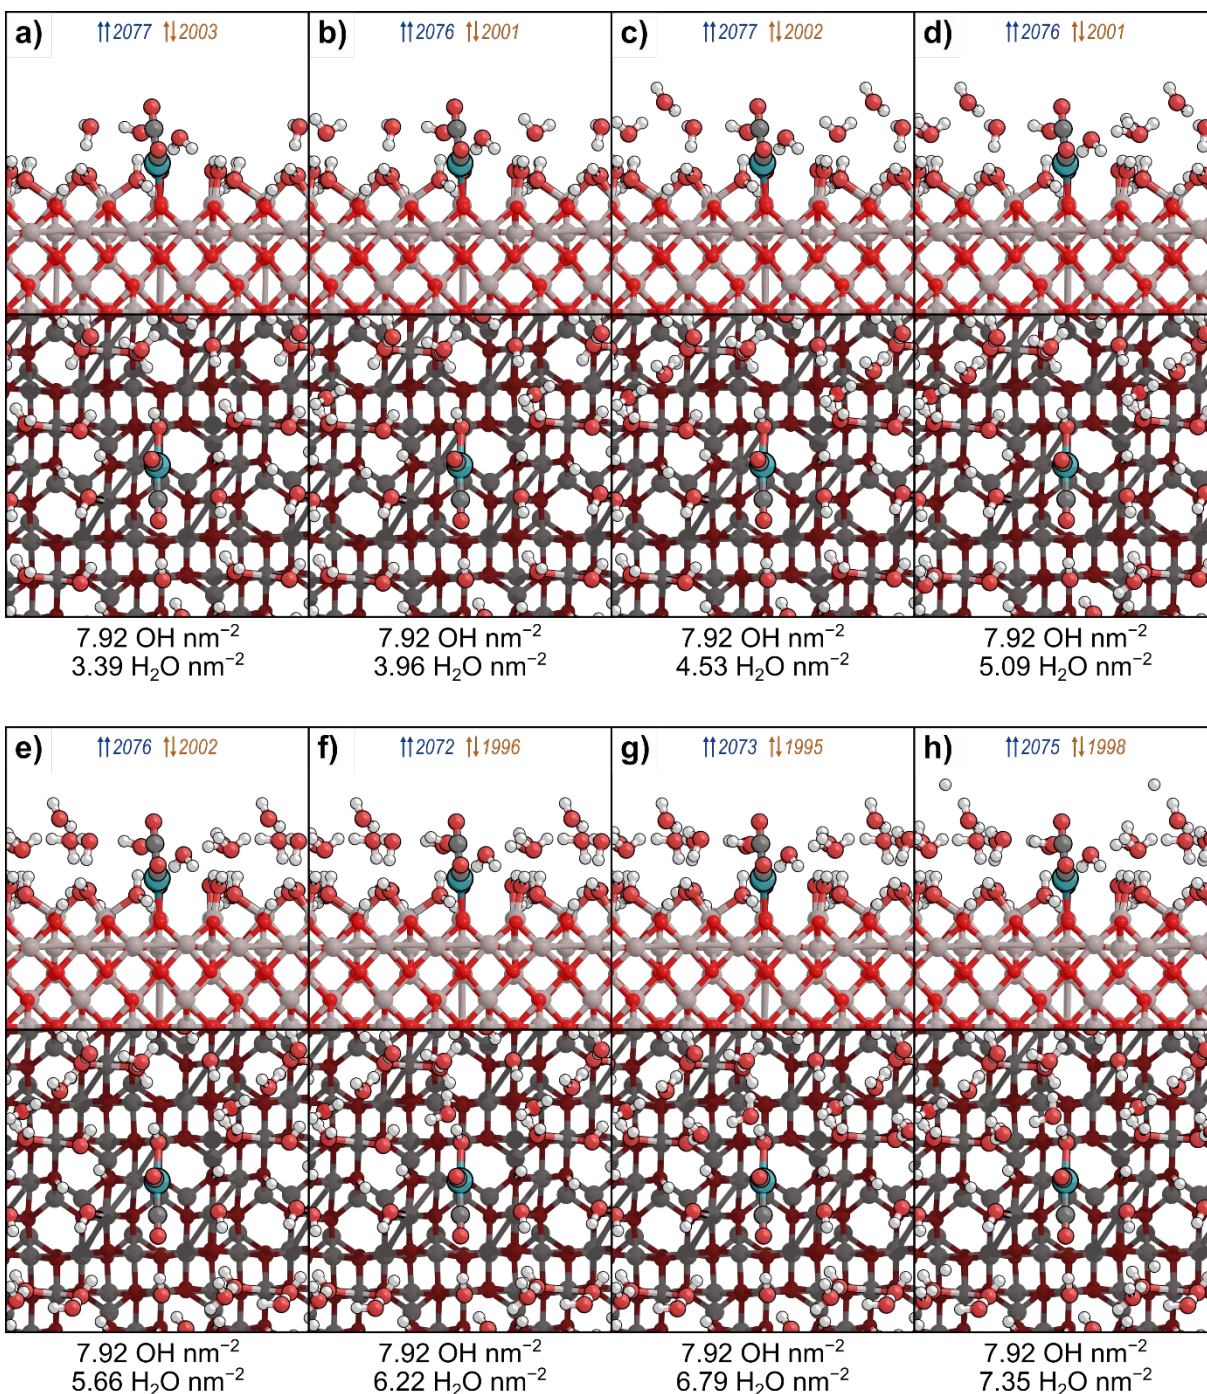 a) ↑↑2077 ↑↓2003
b) ↑↑2076 ↑↓2001
c) ↑↑2077 ↑↓2002
d) ↑↑2076 ↑↓2001
7.92 OH nm⁻²
3.39 H₂O nm⁻²
7.92 OH nm⁻²
3.96 H₂O nm⁻²
7.92 OH nm⁻²
4.53 H₂O nm⁻²
7.92 OH nm⁻²
5.09 H₂O nm⁻²
e) ↑↑2076 ↑↓2002
f) ↑↑2072 ↑↓1996
g) ↑↑2073 ↑↓1995
h) ↑↑2075 ↑↓1998
7.92 OH nm⁻²
5.66 H₂O nm⁻²
7.92 OH nm⁻²
6.22 H₂O nm⁻²
7.92 OH nm⁻²
6.79 H₂O nm⁻²
7.92 OH nm⁻²
7.35 H₂O nm⁻²